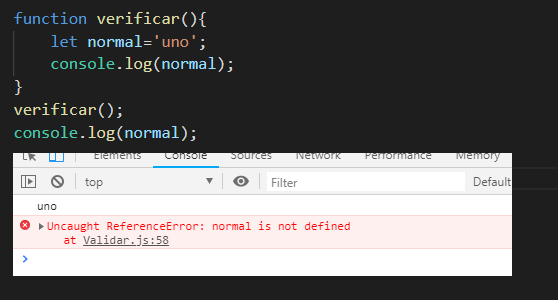 function verificar(){
let normal='uno';
console.log(normal);
}
verificar();
console.log(normal);
Elements Console Sources Network Performance Memory
top Filter Default
uno
Uncaught ReferenceError: normal is not defined
at Validar.js:58
>